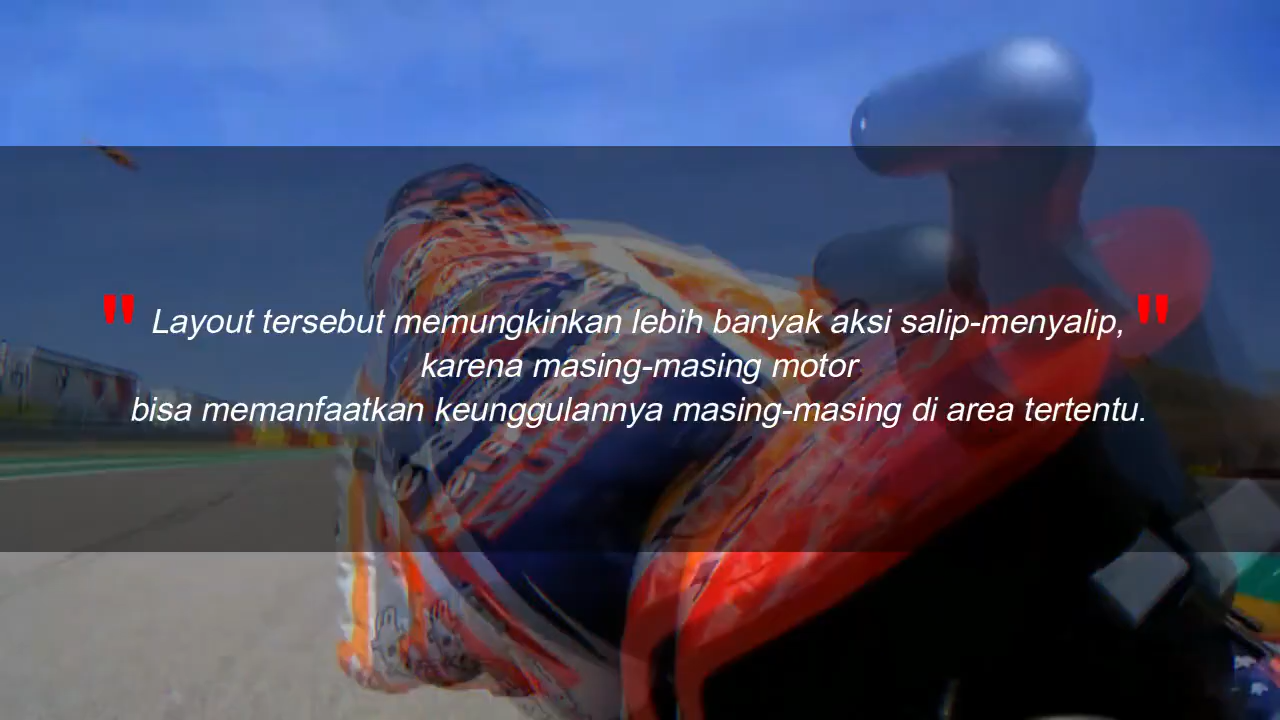 " Layout tersebut memungkinkan lebih banyak aksi salip-menyalip, "
karena masing-masing motor
bisa memanfaatkan keunggulannya masing-masing di area tertentu.